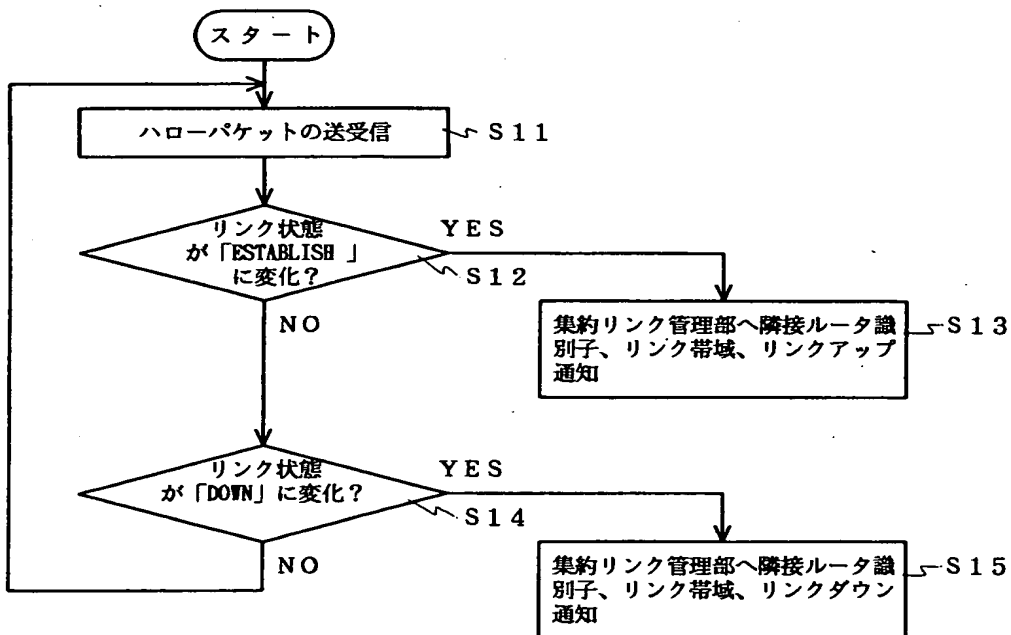 スタート
ハローパケットの送受信
S11
リンク状態
が「ESTABLISH」
に変化?
YES
S12
NO
集約リンク管理部へ隣接ルータ識
別子、リンク帯域、リンクアップ
通知
S13
リンク状態
が「DOWN」に変化?
YES
S14
NO
集約リンク管理部へ隣接ルータ識
別子、リンク帯域、リンクダウン
通知
S15